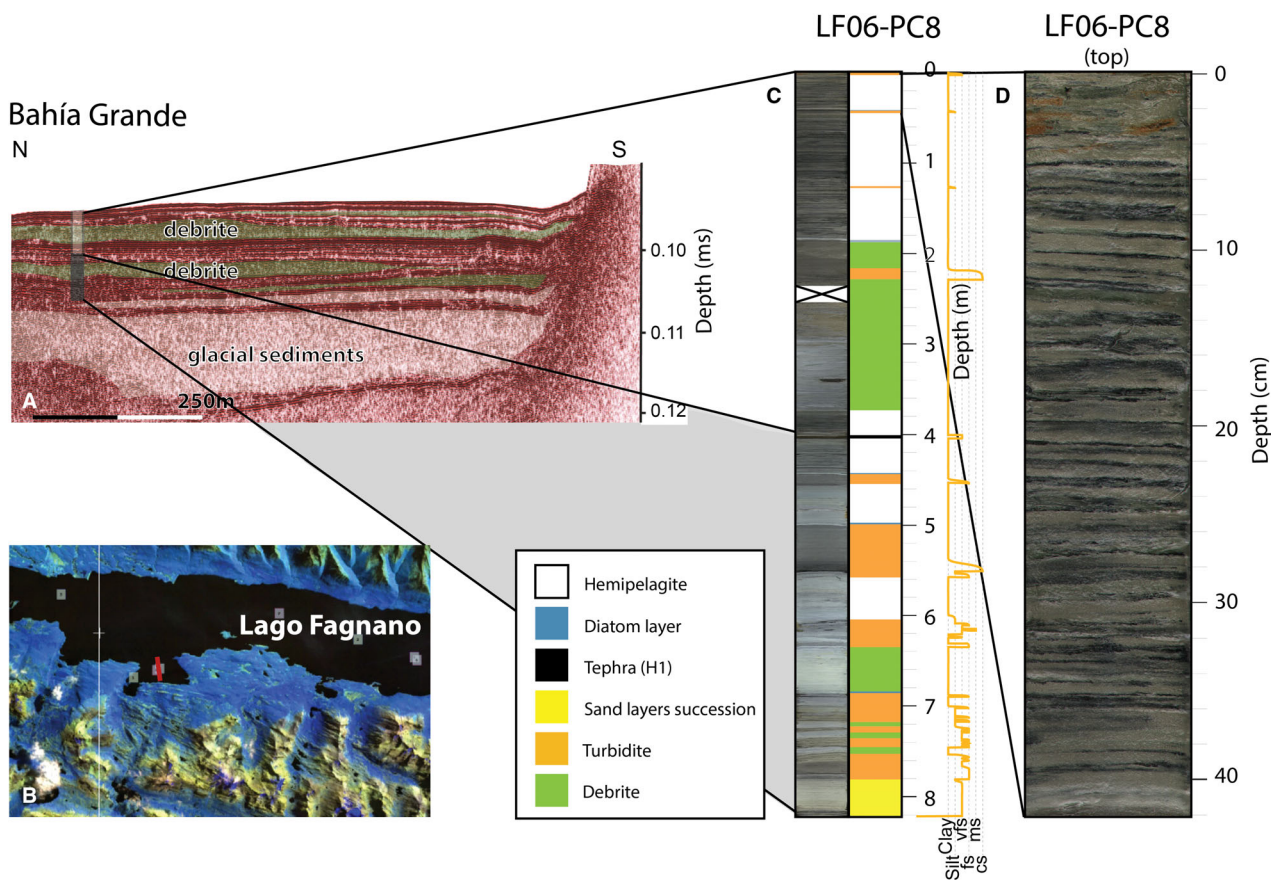 LF06-PC8
LF06-PC8
(top)
Bahía Grande
N
S
debrite
debrite
glacial sediments
A
250m
0.10
0.11
0.12
Depth (ms)
B
Lago Fagnano
Hemipelagite
Diatom layer
Tephra (H1)
Sand layers succession
Turbidite
Debrite
C
0
1
2
3
4
5
6
7
8
Depth (m)
Clay
vfs
ms
Silt
fs
cs
D
0
10
20
30
40
Depth (cm)